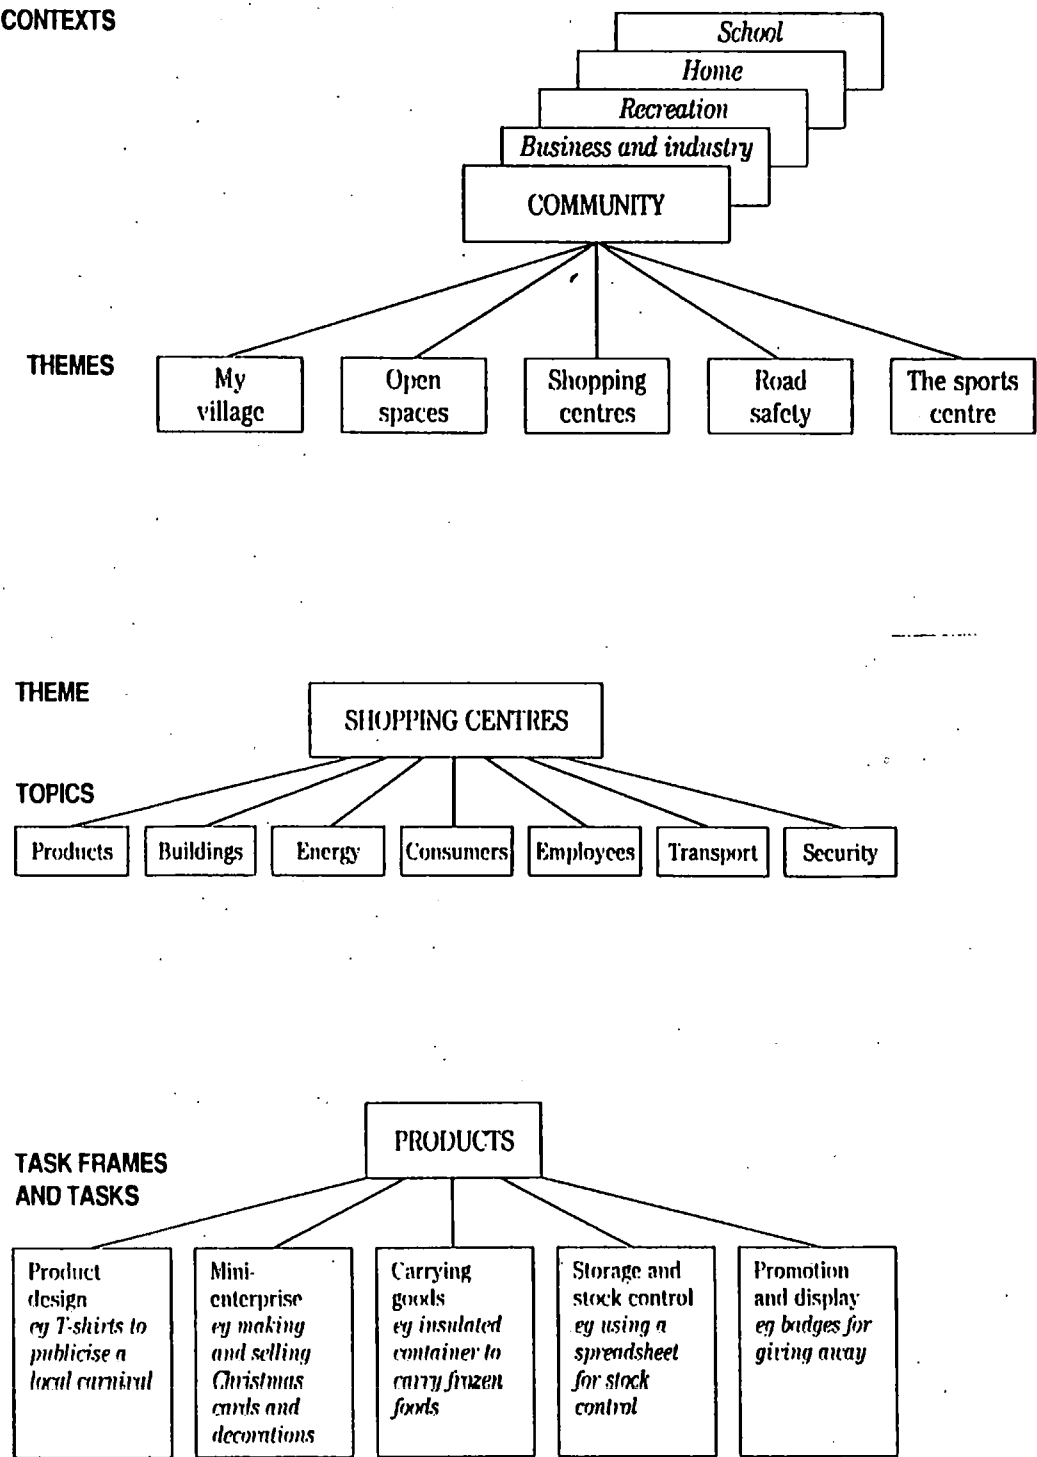 CONTEXTS
School
Home
Recreation
Business and industry
COMMUNITY
THEMES
My
village
Open
spaces
Shopping
centres
Road
safety
The sports
centre
THEME
SHOPPING CENTRES
TOPICS
Products
Buildings
Energy
Consumers
Employees
Transport
Security
PRODUCTS
TASK FRAMES
AND TASKS
Product
design
eg T-shirts to
publicise a
local carnival
Mini-
enterprise
eg making
and selling
Christmas
cards and
decorations
Carrying
goods
eg insulated
container to
carry frozen
foods
Storage and
stock control
eg using a
spreadsheet
for stock
control
Promotion
and display
eg badges for
giving away